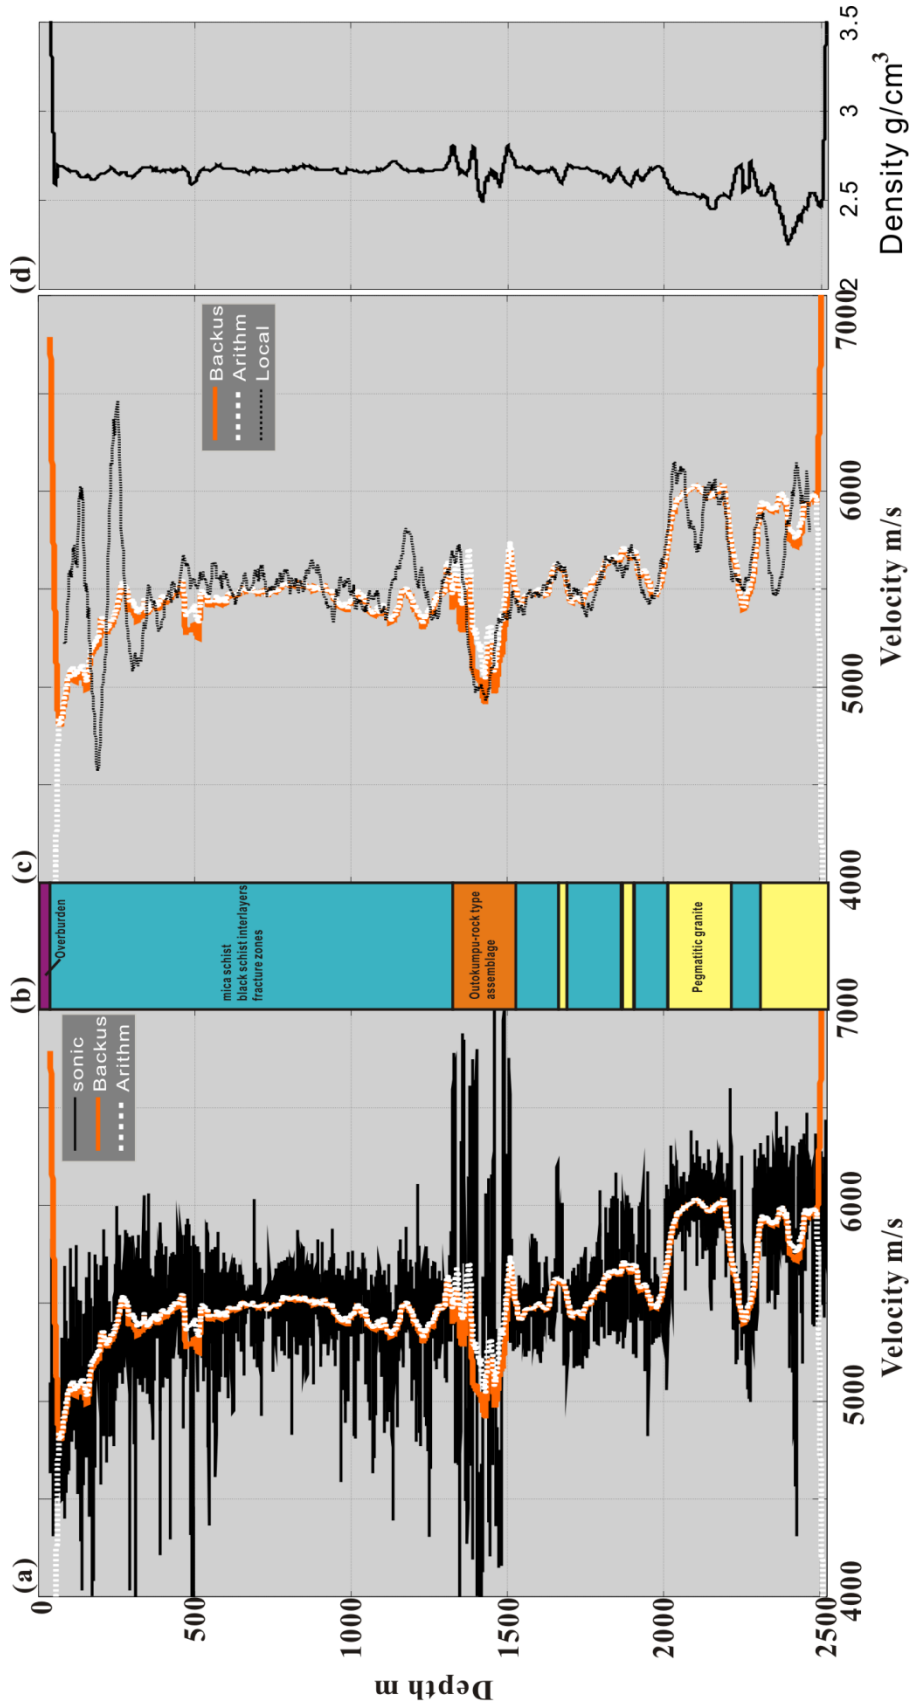 (a)
(b)
(c)
(d)
sonic
Backus
Arithm
Overburden
mica schist
black schist interlayers
fracture zones
Outokumpu-rock type
assemblage
Pegmatitic granite
Backus
Arithm
Local
Depth m
0
500
1000
1500
2000
2500
4000
5000
6000
7000
Velocity m/s
4000
5000
6000
7000
Velocity m/s
2
2.5
3
3.5
Density g/cm³